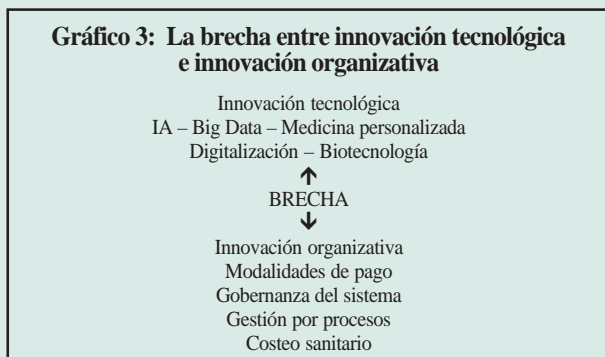 Gráfico 3: La brecha entre innovación tecnológica
e innovación organizativa
Innovación tecnológica
IA – Big Data – Medicina personalizada
Digitalización – Biotecnología
↑
BRECHA
↓
Innovación organizativa
Modalidades de pago
Gobernanza del sistema
Gestión por procesos
Costeo sanitario